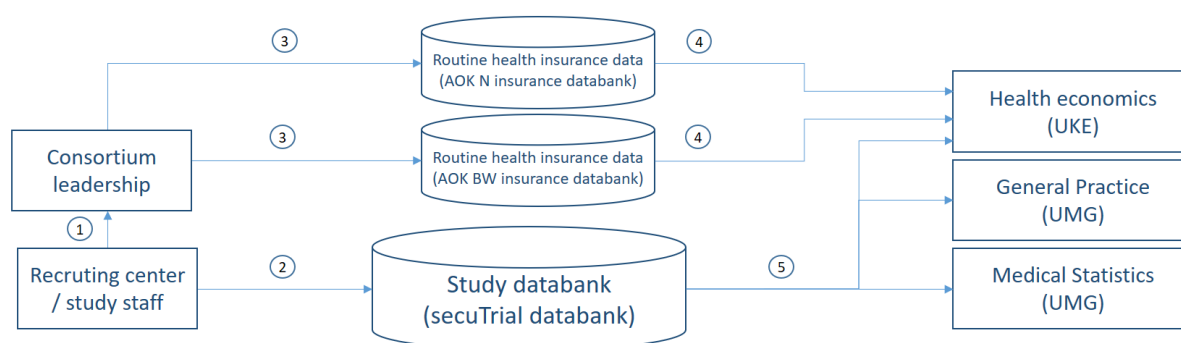 3
Routine health insurance data
(AOK N insurance databank)
4
Health economics
(UKE)
Consortium
leadership
3
Routine health insurance data
(AOK BW insurance databank)
4
General Practice
(UMG)
1
Recruting center
/ study staff
2
Study databank
(secuTrial databank)
5
Medical Statistics
(UMG)